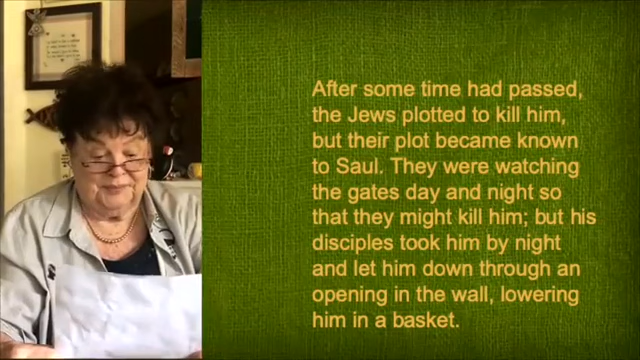 After some time had passed,
the Jews plotted to kill him,
but their plot became known
to Saul. They were watching
the gates day and night so
that they might kill him; but his
disciples took him by night
and let him down through an
opening in the wall, lowering
him in a basket.